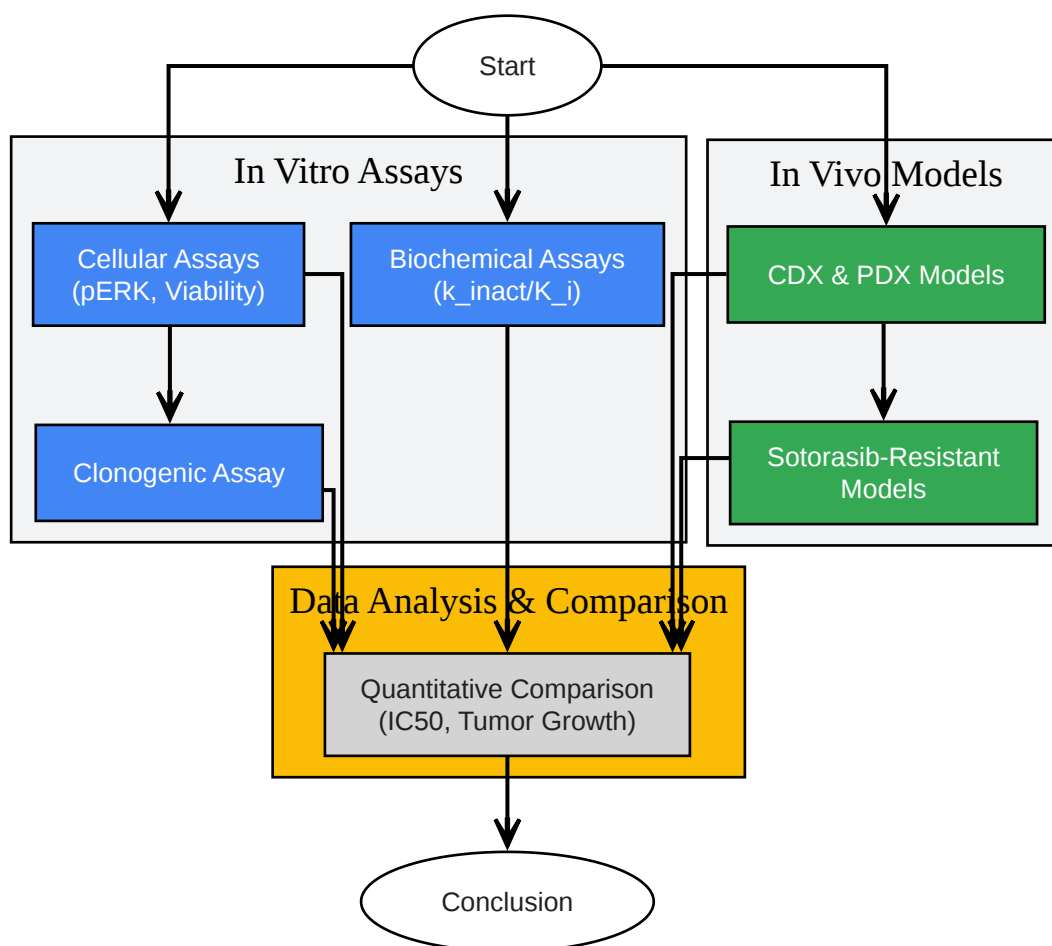 Start
In Vitro Assays
In Vivo Models
Cellular Assays
(pERK, Viability)
Biochemical Assays
(k_inact/K_i)
CDX & PDX Models
Clonogenic Assay
Sotorasib-Resistant
Models
Data Analysis & Comparison
Quantitative Comparison
(IC50, Tumor Growth)
Conclusion